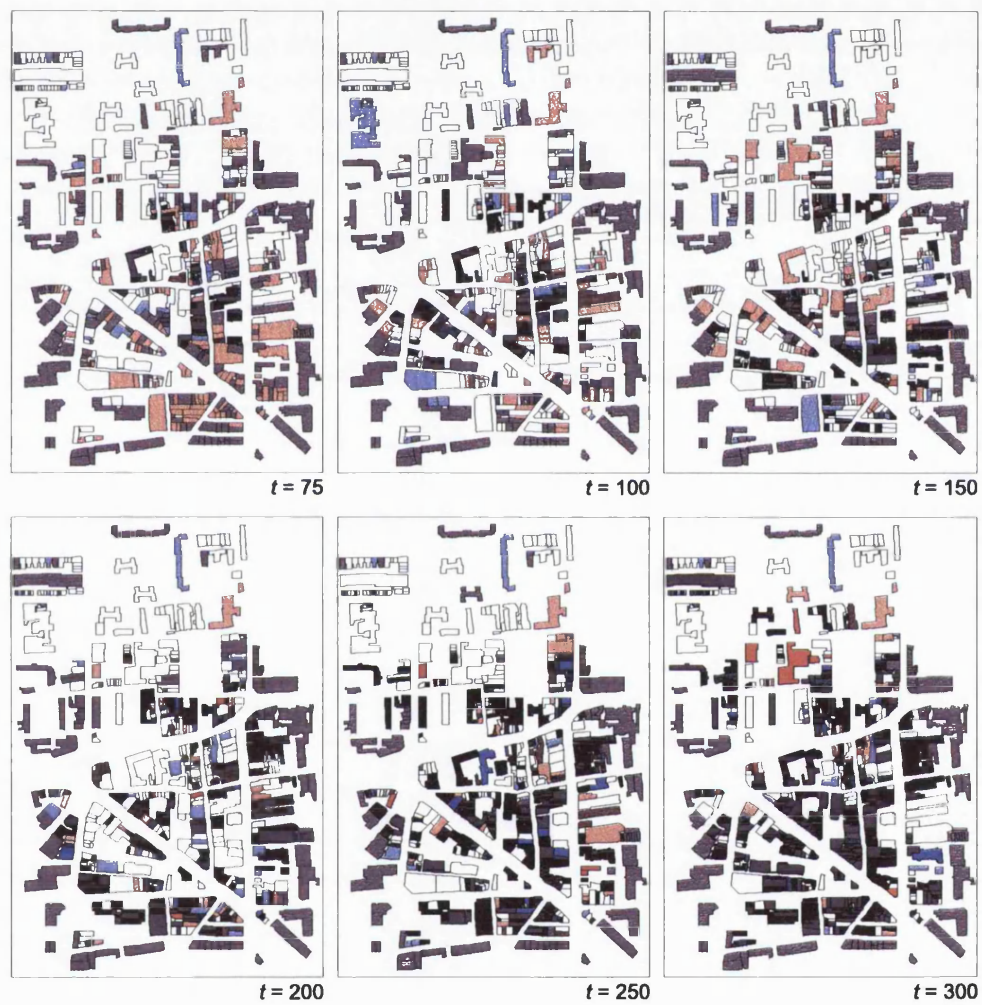 t = 75
t = 100
t = 150
t = 200
t = 250
t = 300